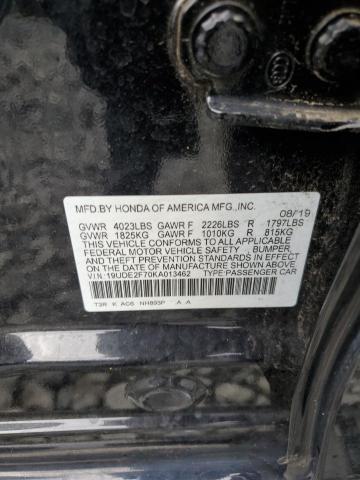 MFD.BY HONDA OF AMERICA MFG.,INC.
08/19
GVWR 4023LBS GAWR F 2226LBS R 1797LBS
GVWR 1825KG GAWR F 1010KG R 815KG
THIS VEHICLE CONFORMS TO ALL APPLICABLE
FEDERAL MOTOR VEHICLE SAFETY, BUMPER,
AND THEFT PREVENTION STANDARDS IN EFFECT ON
THE DATE OF MANUFACTURE SHOWN ABOVE.
V.I.N:19UDE2F70KA013462 TYPE:PASSENGER CAR
T3R K AC6 NH893P A A